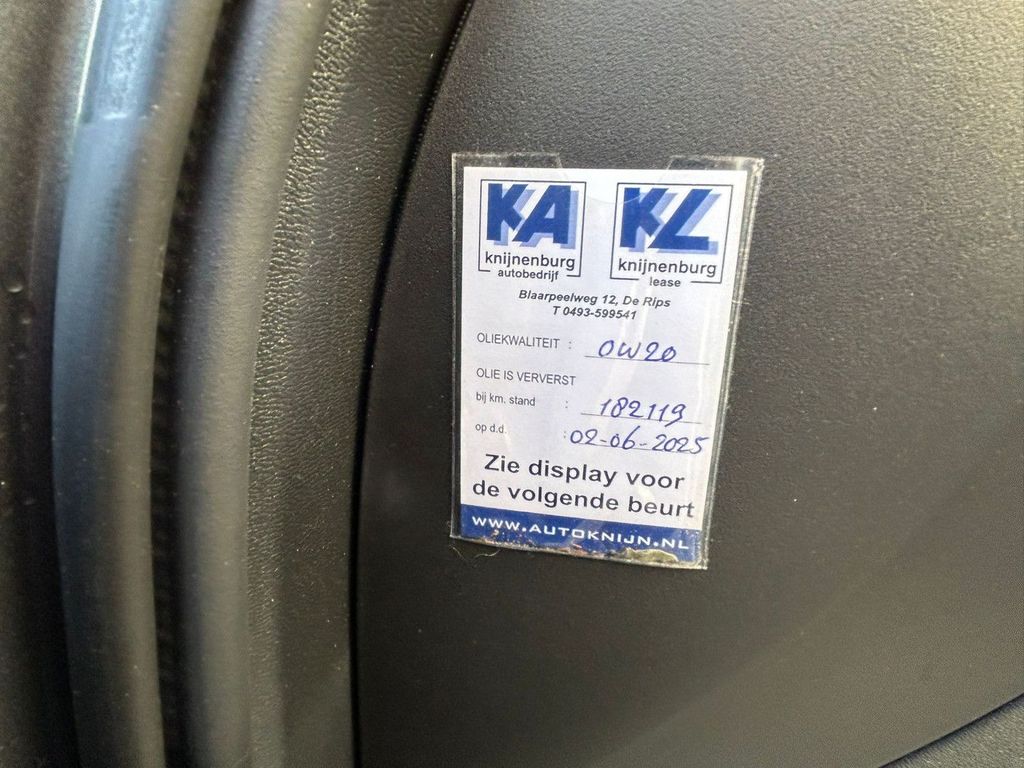 KA KL
knijnenburg knijnenburg
autobedrijf lease
Blaarpeelweg 12, De Rips
T 0493-599541
OLIEKWALITEIT : 0W20
OLIE IS VERVERST
bij km. stand : 182119
op d.d. : 02-06-2025
Zie display voor
de volgende beurt
WWW.AUTOKNIJN.NL